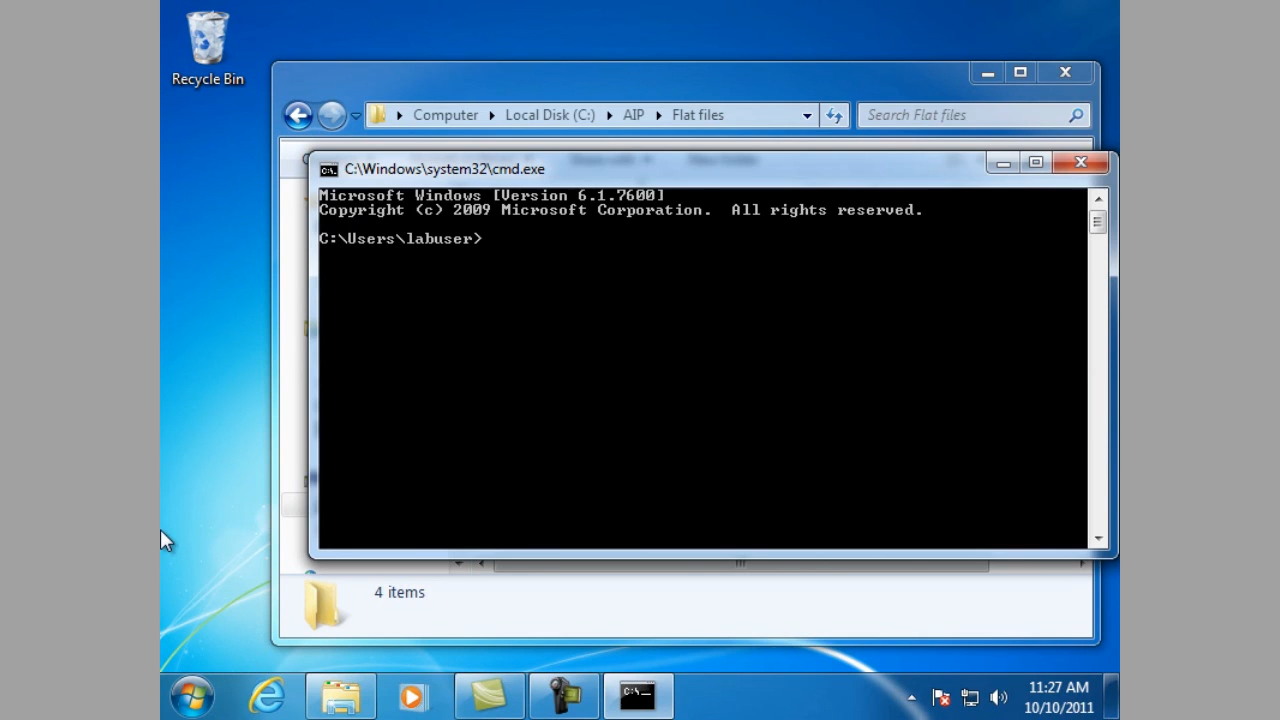 Recycle Bin
Computer Local Disk (C:) AIP Flat files
Search Flat files
C:\Windows\system32\cmd.exe
Microsoft Windows [Version 6.1.7600]
Copyright (c) 2009 Microsoft Corporation. All rights reserved.
C:\Users\labuser>
4 items
C:\
11:27 AM
10/10/2011